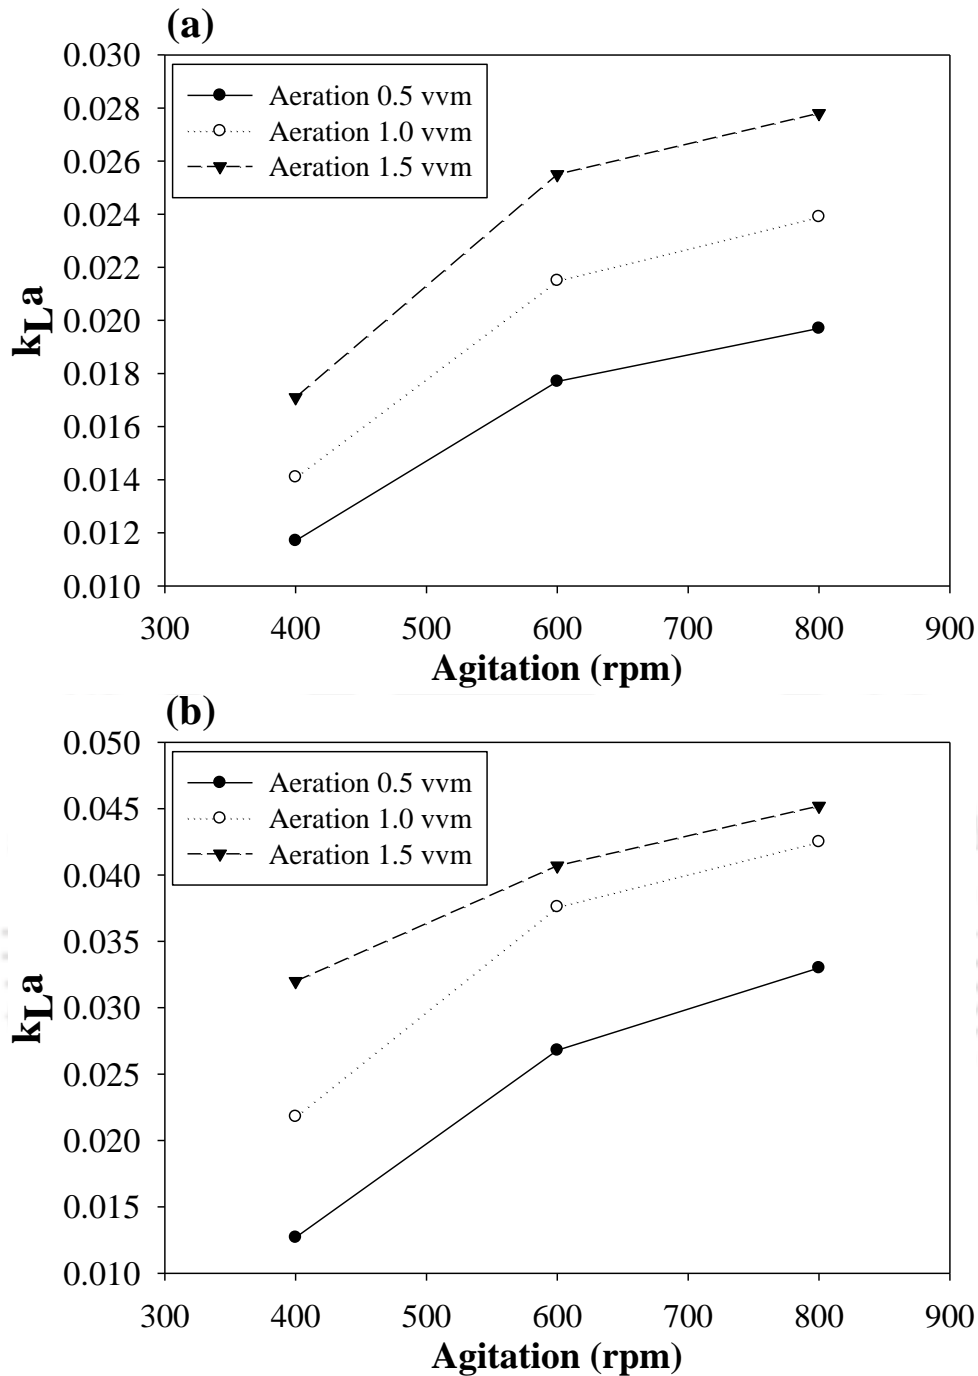 (a)
0.030
0.028
0.026
0.024
0.022
0.020
0.018
0.016
0.014
0.012
0.010
kLa
Aeration 0.5 vvm
Aeration 1.0 vvm
Aeration 1.5 vvm
300 400 500 600 700 800 900
Agitation (rpm)
(b)
0.050
0.045
0.040
0.035
0.030
0.025
0.020
0.015
0.010
kLa
Aeration 0.5 vvm
Aeration 1.0 vvm
Aeration 1.5 vvm
300 400 500 600 700 800 900
Agitation (rpm)